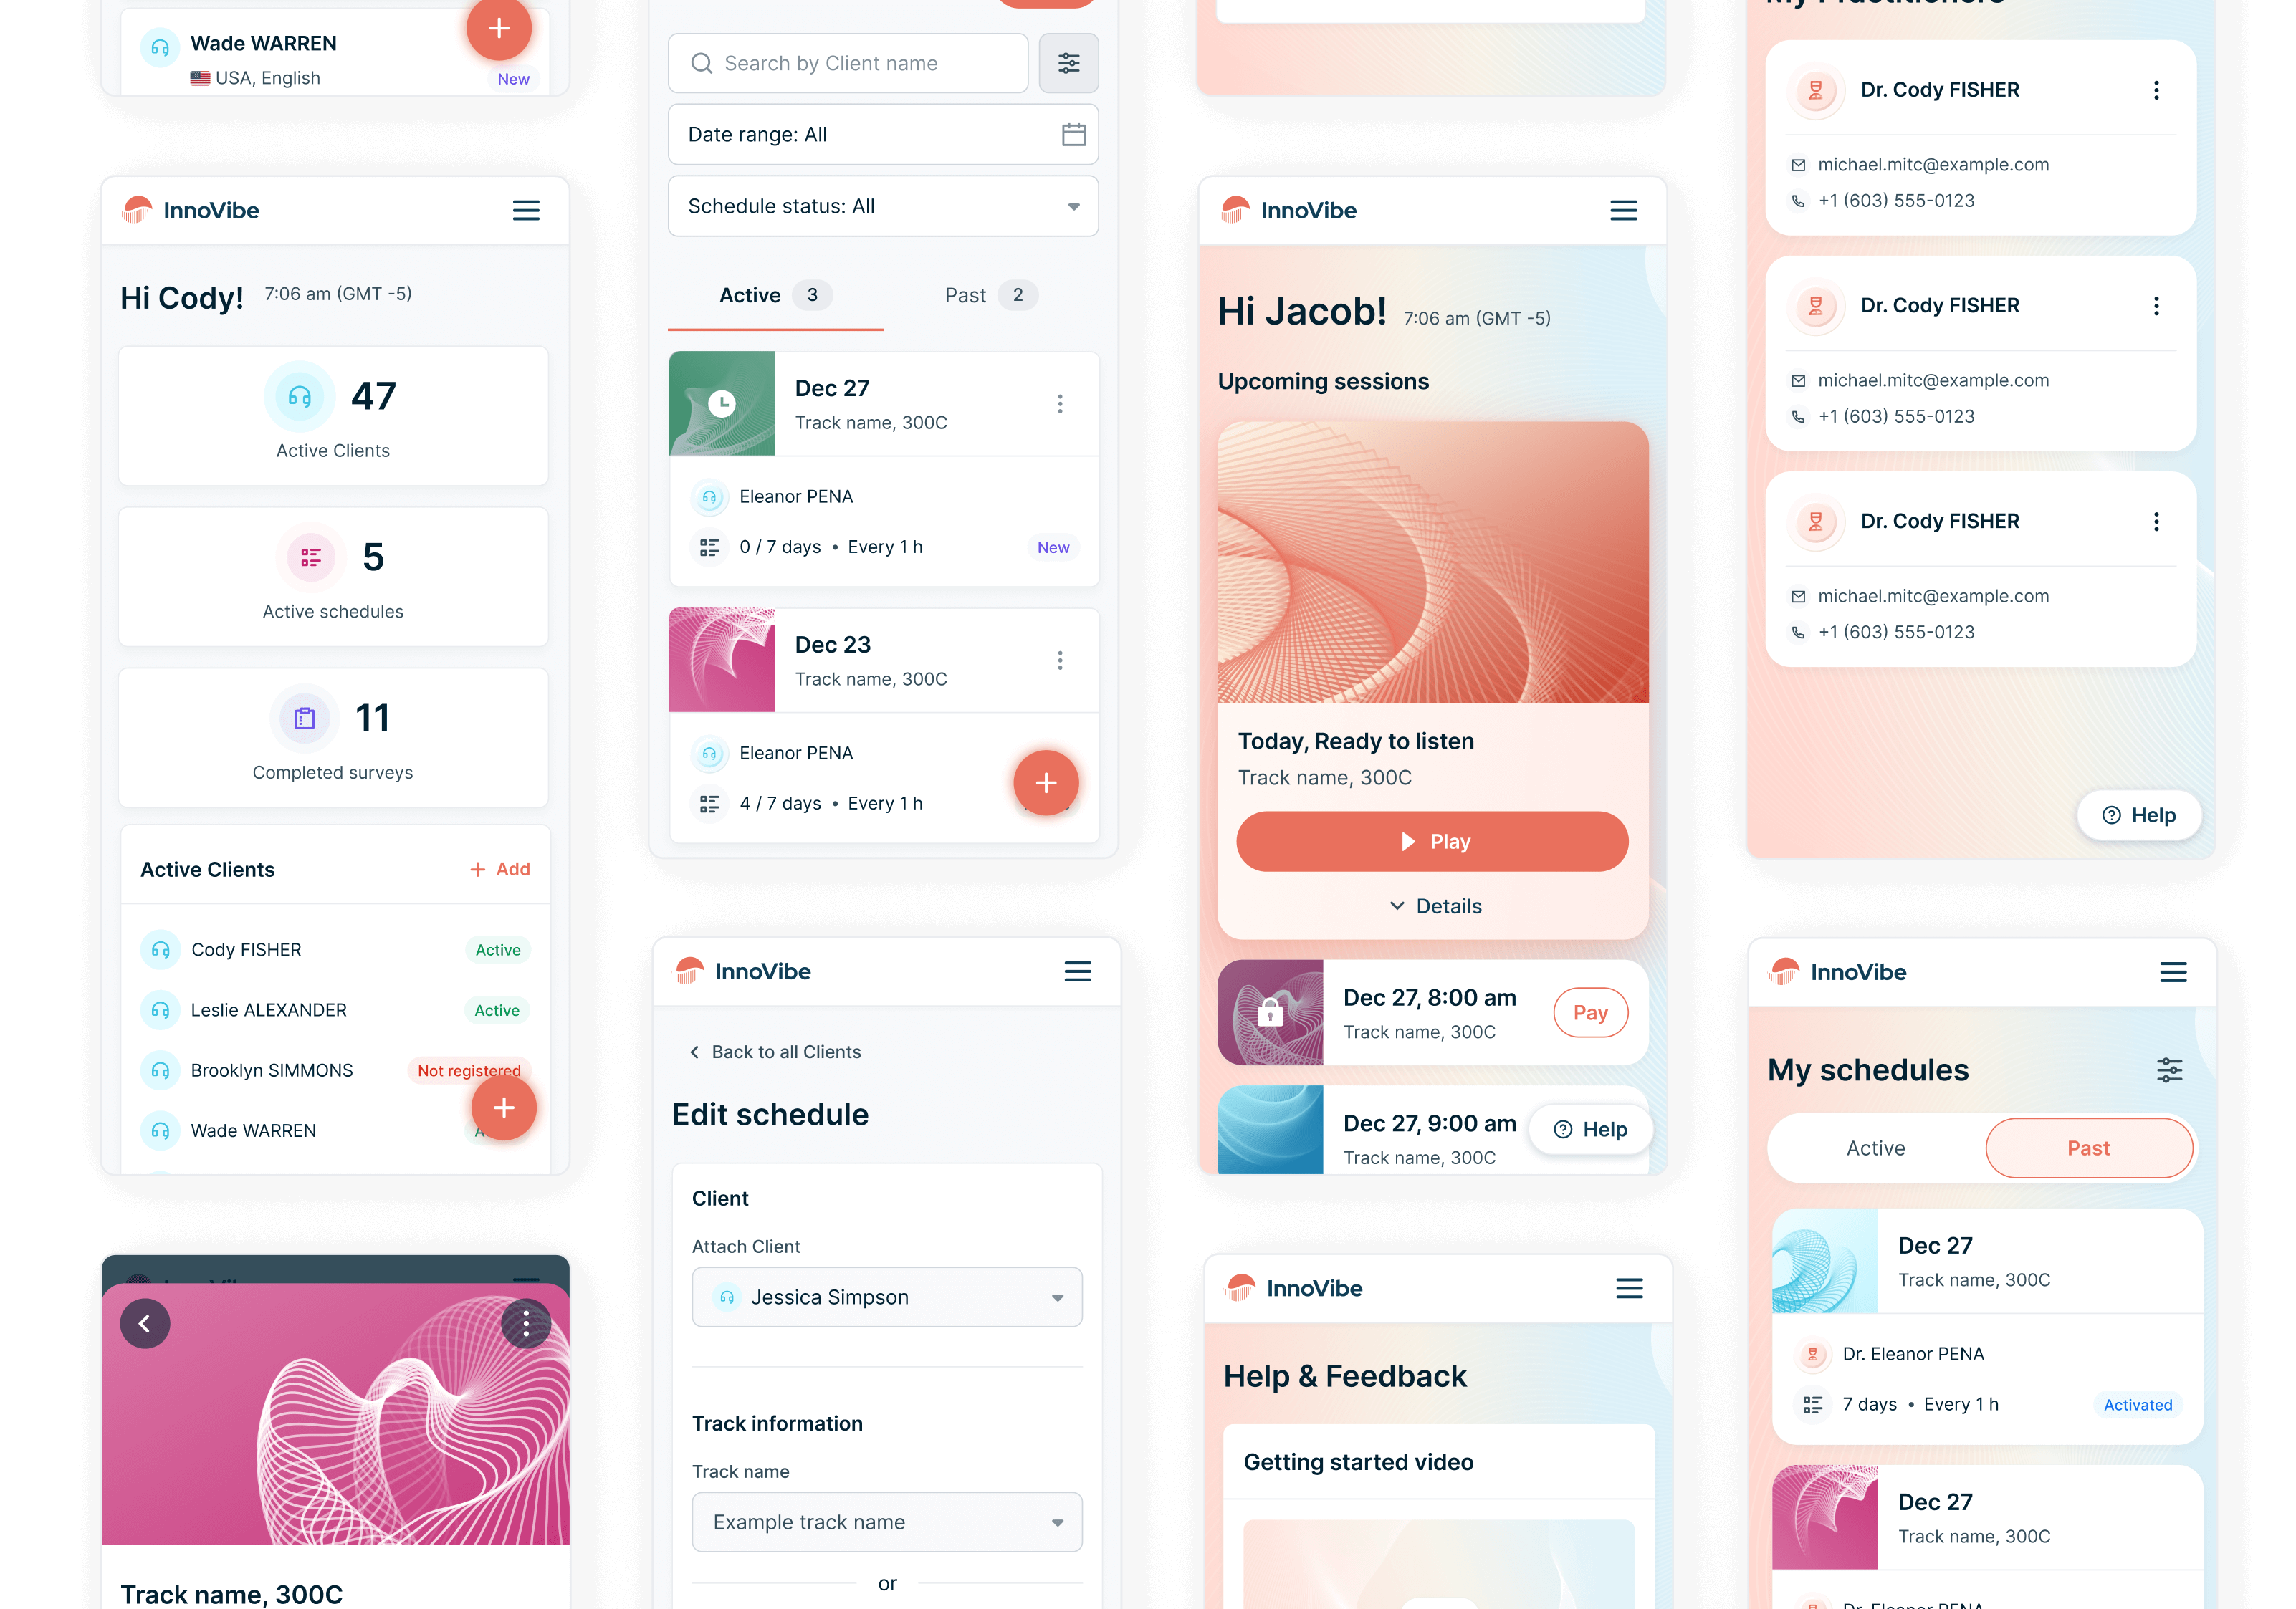 Wade WARREN
USA, English
New
InnoVibe
Hi Cody!
7:06 am (GMT -5)
47
Active Clients
5
Active schedules
11
Completed surveys
Active Clients
+ Add
Cody FISHER
Active
Leslie ALEXANDER
Active
Brooklyn SIMMONS
Not registered
Wade WARREN
Track name, 300C
Search by Client name
Date range: All
Schedule status: All
Active 3
Past 2
Dec 27
Track name, 300C
Eleanor PENA
0 / 7 days • Every 1 h
New
Dec 23
Track name, 300C
Eleanor PENA
4 / 7 days • Every 1 h
InnoVibe
Back to all Clients
Edit schedule
Client
Attach Client
Jessica Simpson
Track information
Track name
Example track name
or
InnoVibe
Hi Jacob!
7:06 am (GMT -5)
Upcoming sessions
Today, Ready to listen
Track name, 300C
Play
Details
Dec 27, 8:00 am
Track name, 300C
Pay
Dec 27, 9:00 am
Track name, 300C
Help
InnoVibe
Help & Feedback
Getting started video
My Practitioners
Dr. Cody FISHER
michael.mitc@example.com
+1 (603) 555-0123
Dr. Cody FISHER
michael.mitc@example.com
+1 (603) 555-0123
Dr. Cody FISHER
michael.mitc@example.com
+1 (603) 555-0123
Help
InnoVibe
My schedules
Active
Past
Dec 27
Track name, 300C
Dr. Eleanor PENA
7 days • Every 1 h
Activated
Dec 27
Track name, 300C
Dr. Eleanor PENA